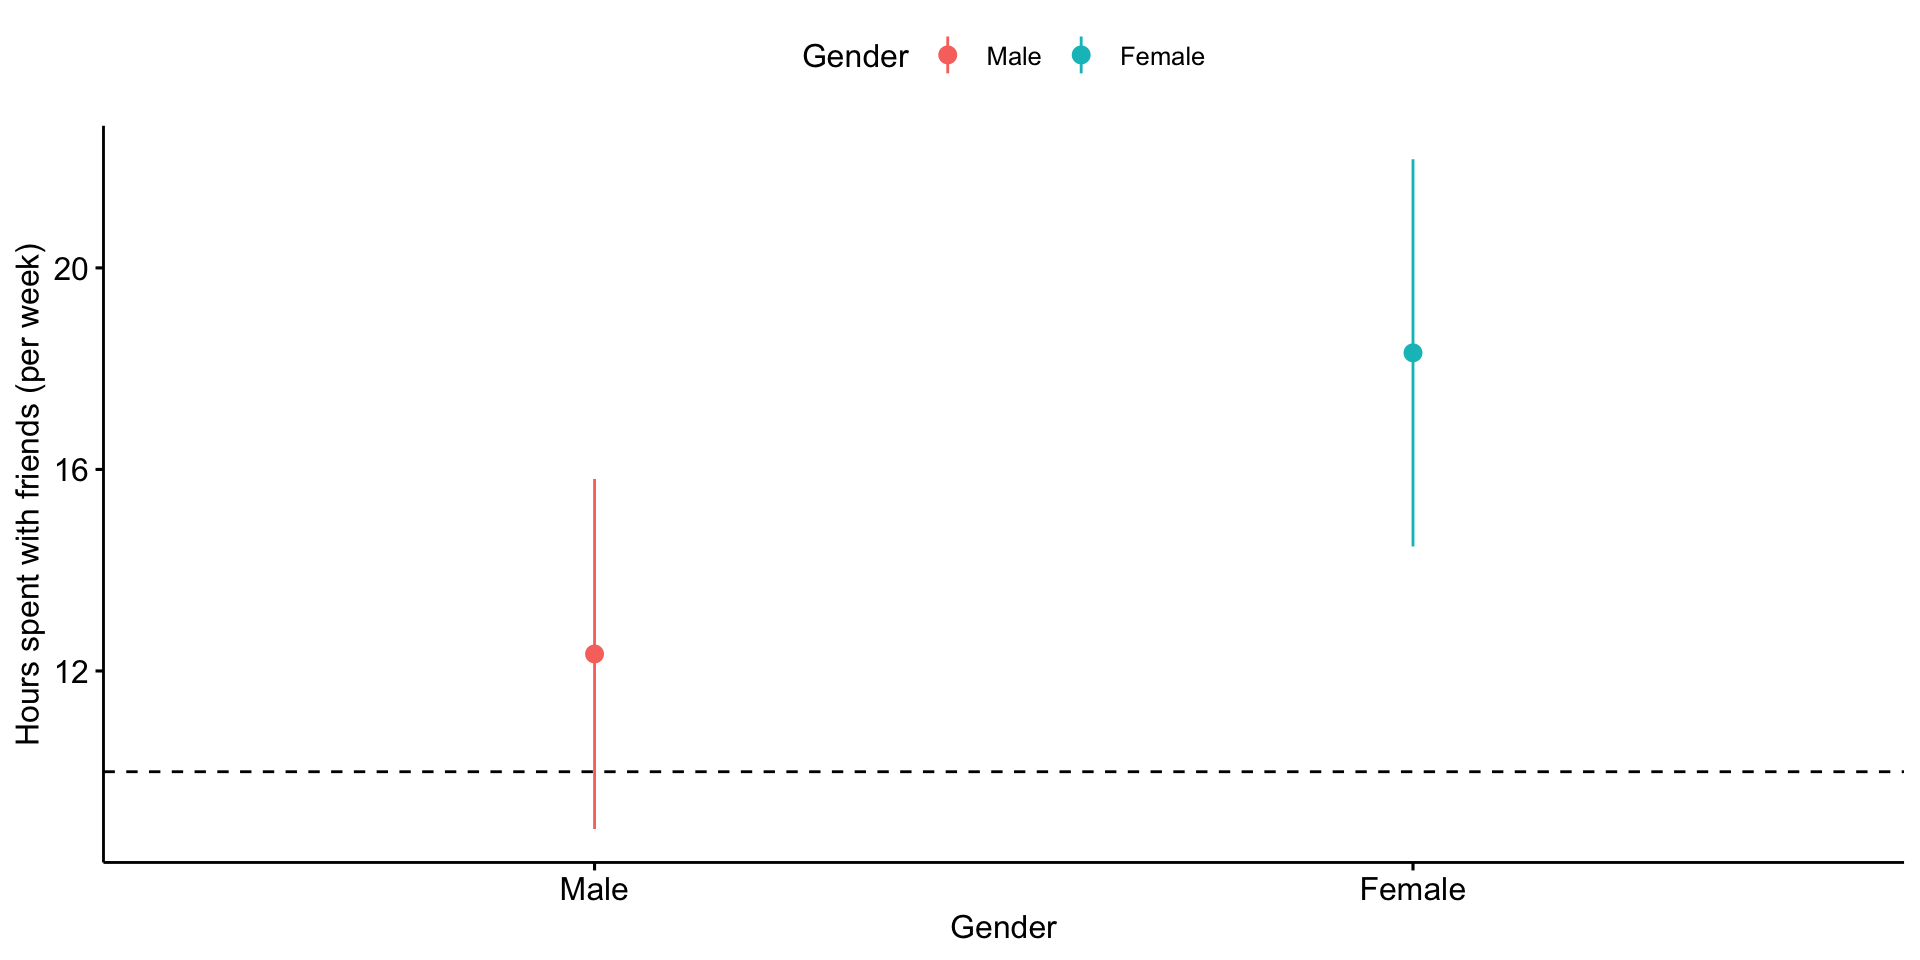 Gender Male Female
Hours spent with friends (per week)
20
16
12
Male Female
Gender